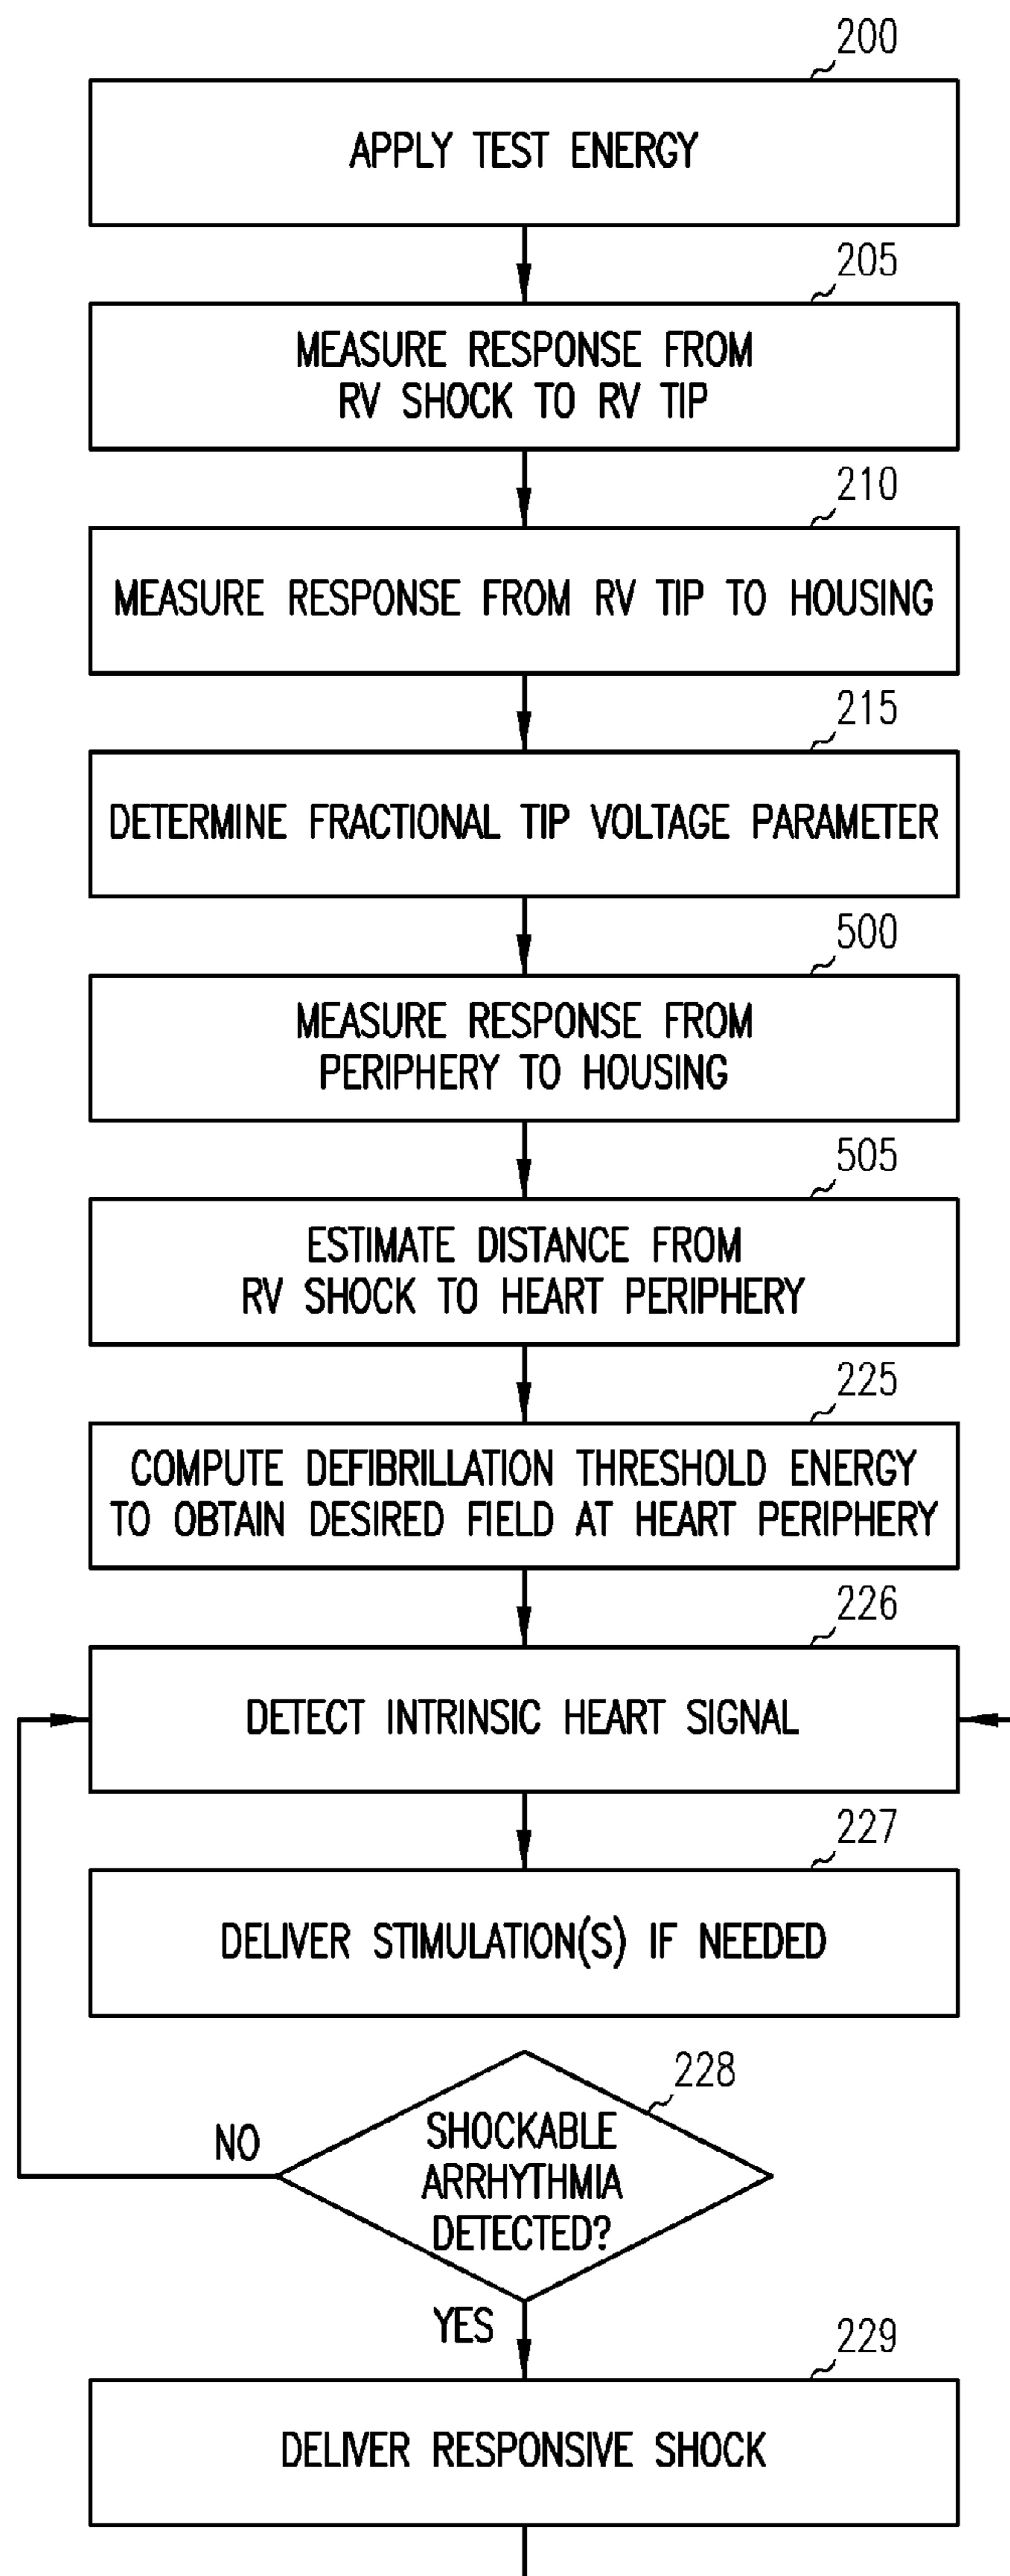 200
APPLY TEST ENERGY
205
MEASURE RESPONSE FROM
RV SHOCK TO RV TIP
210
MEASURE RESPONSE FROM RV TIP TO HOUSING
215
DETERMINE FRACTIONAL TIP VOLTAGE PARAMETER
500
MEASURE RESPONSE FROM
PERIPHERY TO HOUSING
505
ESTIMATE DISTANCE FROM
RV SHOCK TO HEART PERIPHERY
225
COMPUTE DEFIBRILLATION THRESHOLD ENERGY
TO OBTAIN DESIRED FIELD AT HEART PERIPHERY
226
DETECT INTRINSIC HEART SIGNAL
227
DELIVER STIMULATION(S) IF NEEDED
228
SHOCKABLE
ARRHYTHMIA
DETECTED?
NO
YES
229
DELIVER RESPONSIVE SHOCK